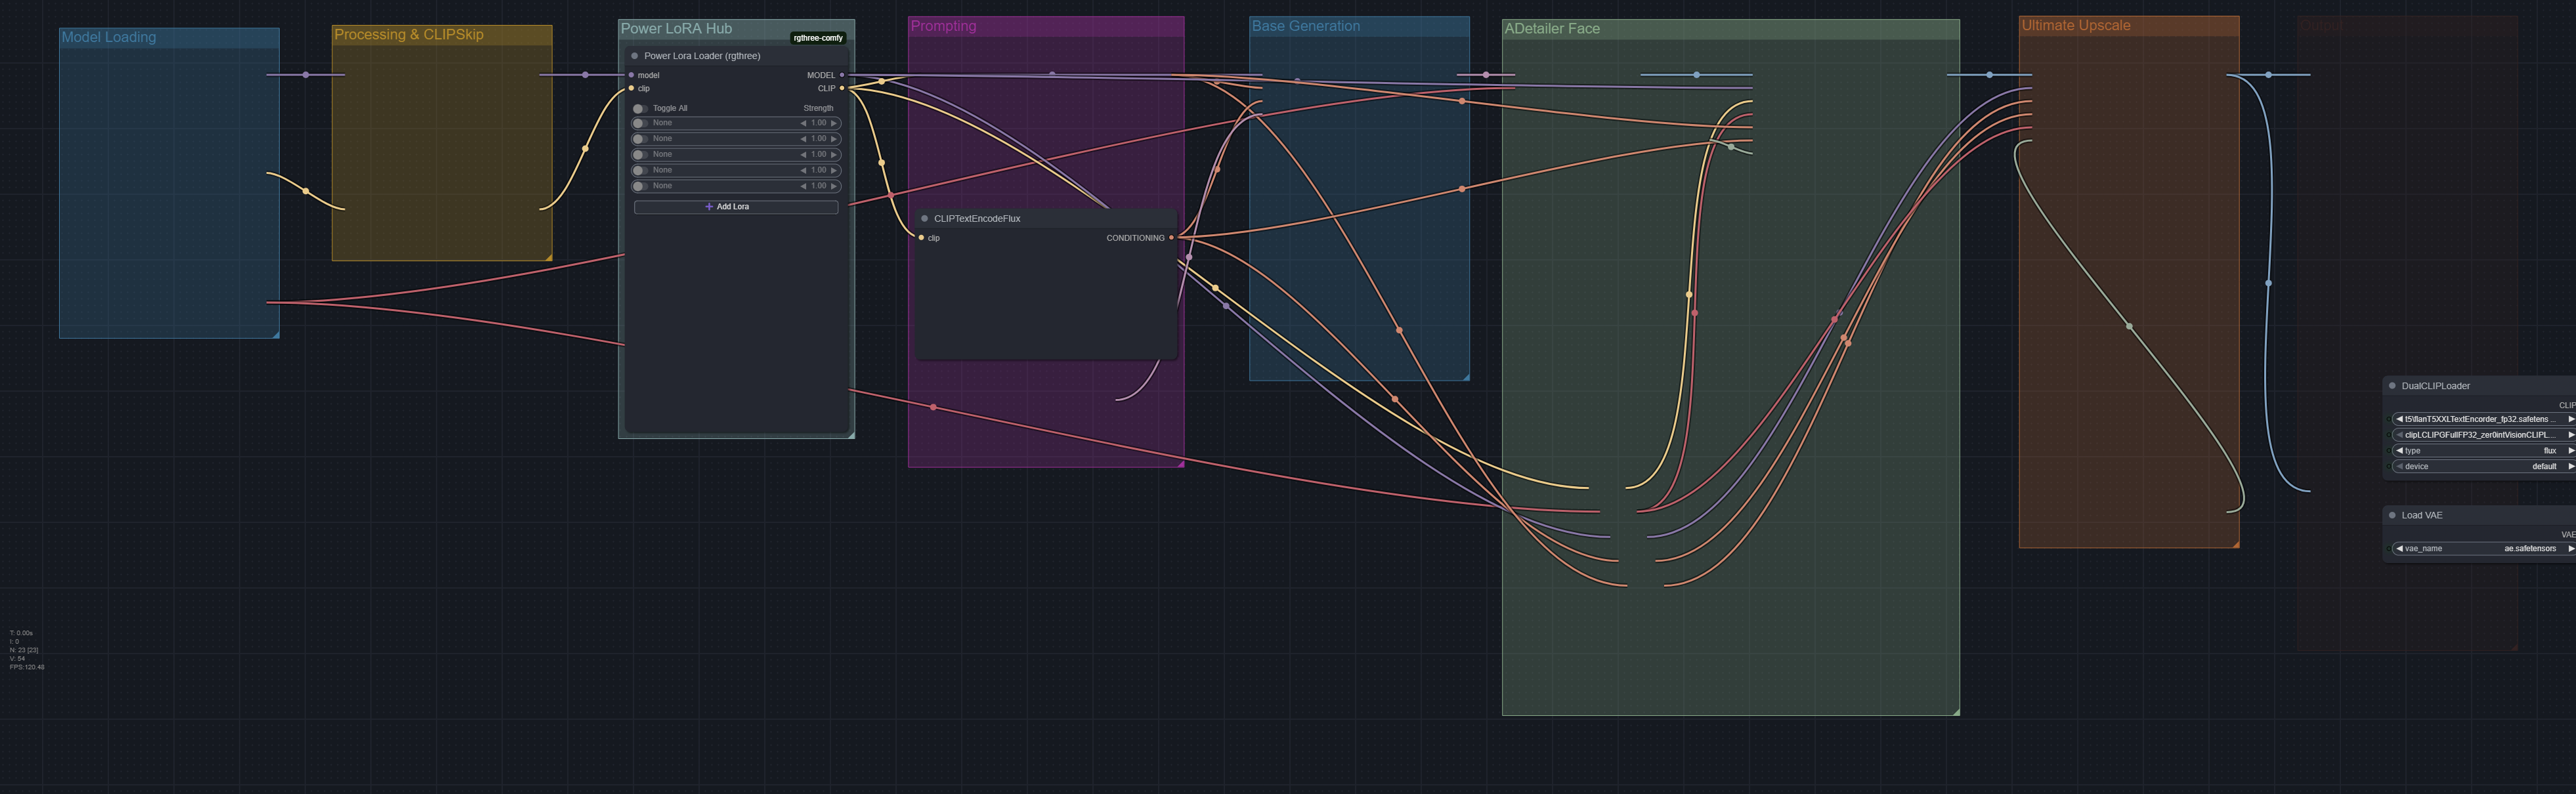 Model Loading
Processing & CLIPSkip
Power LoRA Hub
rgthree-comfy
Power Lora Loader (rgthree)
model MODEL
clip CLIP
Toggle All Strength
None 1.00
None 1.00
None 1.00
None 1.00
None 1.00
+ Add Lora
Prompting
CLIPTextEncodeFlux
clip CONDITIONING
Base Generation
ADetailer Face
Ultimate Upscale
Output
DualCLIPLoader
CLIP
t5\flanT5XXLTextEncorder_fp32.safetens ...
clipLCLIPGFullFP32_zer0intVisionCLIPL...
type flux
device default
Load VAE
VAE
vae_name ae.safetensors
T: 0.00s
I: 0
N: 23 [23]
V: 54
FPS:120.48